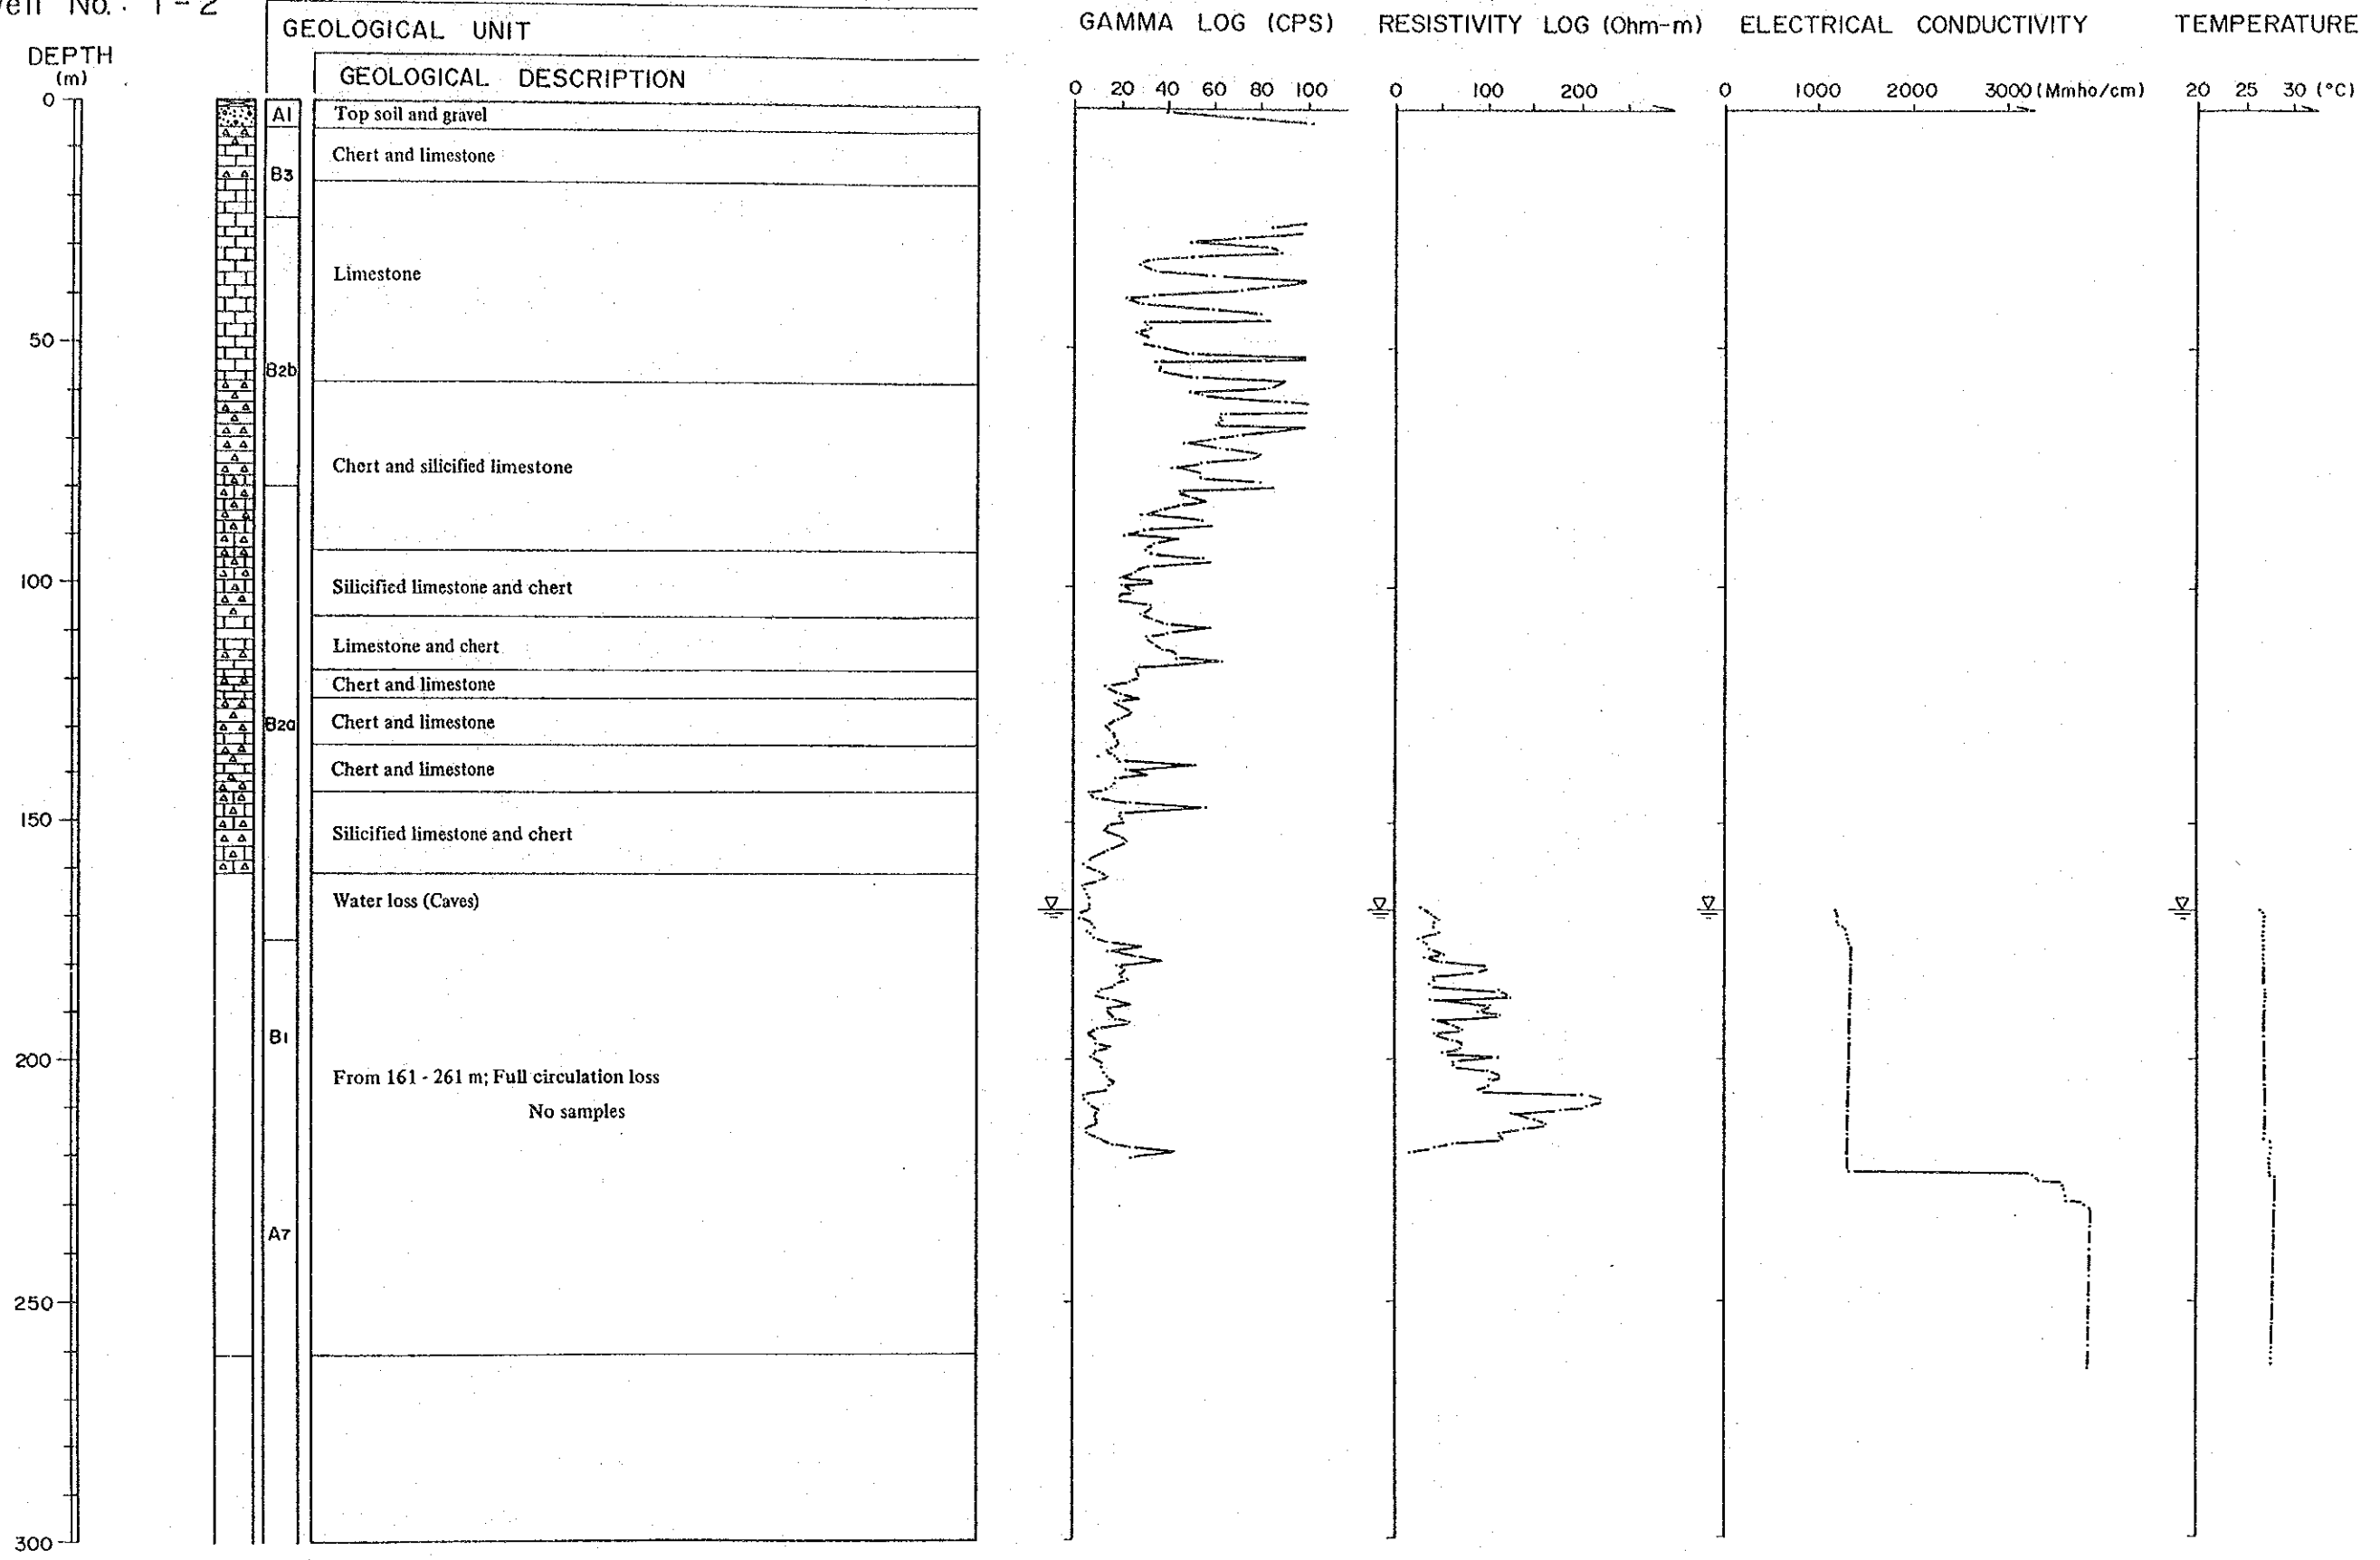 No. : T-2
GEOLOGICAL UNIT
GEOLOGICAL DESCRIPTION
DEPTH
(m)
GAMMA LOG (CPS)
RESISTIVITY LOG (Ohm-m)
ELECTRICAL CONDUCTIVITY
TEMPERATURE
0 20 40 60 80 100
0 100 200
0 1000 2000 3000 (Mmho/cm)
20 25 30 (°C)
0
A1
Top soil and gravel
Chert and limestone
B3
Limestone
50
B2b
Chert and silicified limestone
100
Silicified limestone and chert
Limestone and chert
Chert and limestone
B2a
Chert and limestone
Chert and limestone
150
Silicified limestone and chert
Water loss (Caves)
B1
200
From 161 - 261 m; Full circulation loss
No samples
A7
250
300